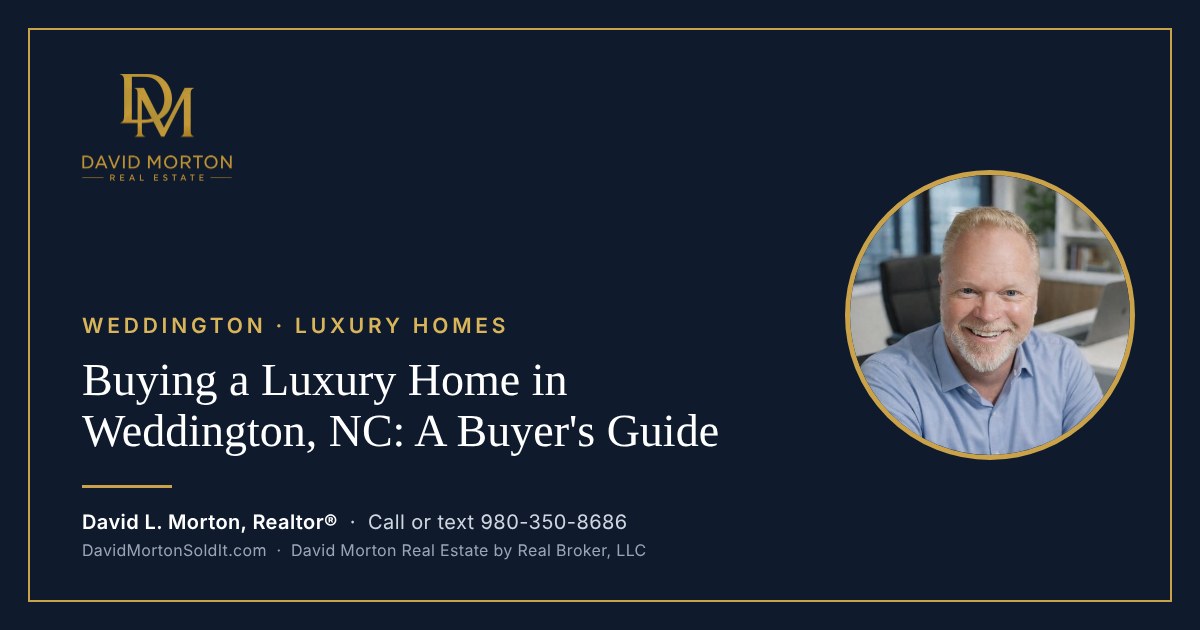 DM
DAVID MORTON
REAL ESTATE
WEDDINGTON · LUXURY HOMES
Buying a Luxury Home in
Weddington, NC: A Buyer's Guide
David L. Morton, Realtor® · Call or text 980-350-8686
DavidMortonSoldIt.com · David Morton Real Estate by Real Broker, LLC